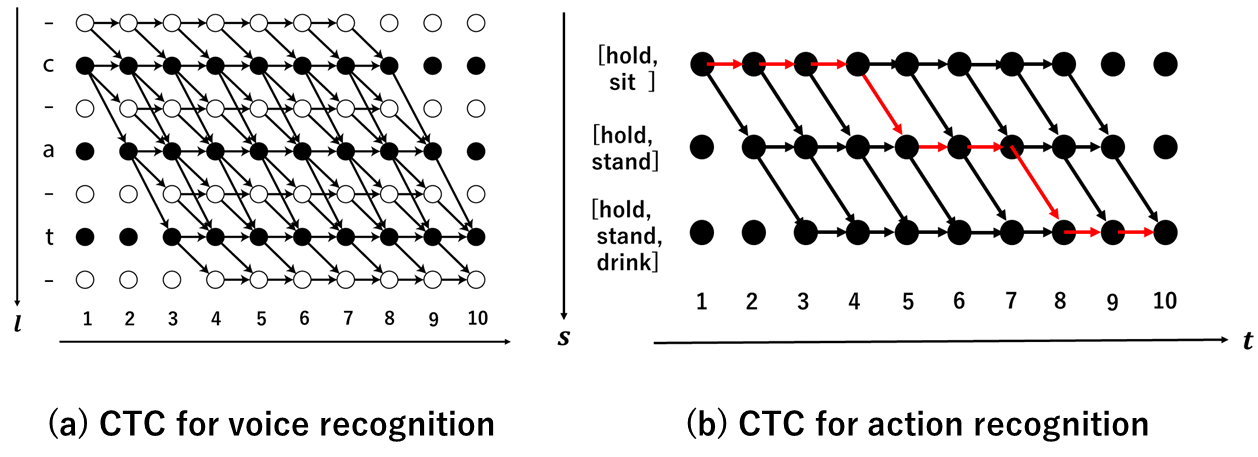 –
c
–
a
–
t
–
l
1 2 3 4 5 6 7 8 9 10
(a) CTC for voice recognition
[hold,
sit ]
[hold,
stand]
[hold,
stand,
drink]
s
1 2 3 4 5 6 7 8 9 10
t
(b) CTC for action recognition